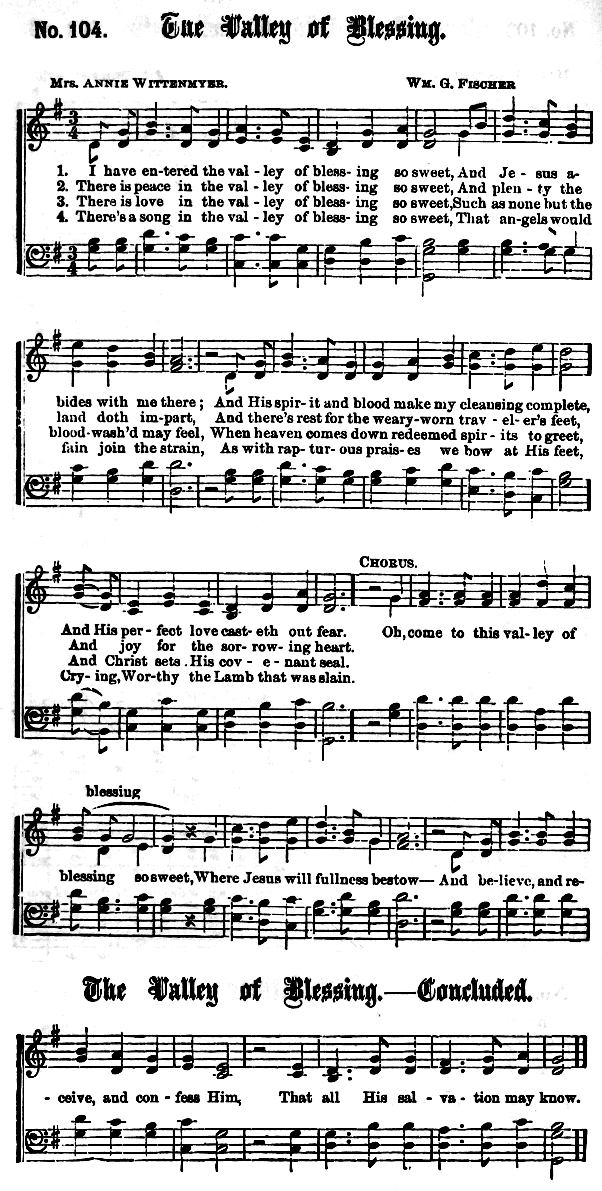 No. 104. The Valley of Blessing.
Mrs. Annie Wittenmyer. Wm. G. Fischer
1. I have en-tered the val - ley of bless- ing so sweet, And Je - sus a-
2. There is peace in the val - ley of bless- ing so sweet, And plen - ty the
3. There is love in the val - ley of bless- ing so sweet, Such as none but the
4. There's a song in the val - ley of bless- ing so sweet, That an-gels would
bides with me there; And His spir- it and blood make my cleansing complete,
land doth im-part, And there's rest for the weary-worn trav - el-er's feet,
blood-wash'd may feel, When heaven comes down redeemed spir - its to greet,
fain join the strain, As with rap- tur- ous prais- es we bow at His feet,
CHORUS.
And His per- fect love cast- eth out fear. Oh, come to this val- ley of
And joy for the sor- row- ing heart.
And Christ sets His cov - e - nant seal.
Cry- ing, Wor-thy the Lamb that was slain.
blessing
blessing so sweet, Where Jesus will fullness bestow— And be-lieve, and re-
The Valley of Blessing.—Concluded.
- ceive, and con - fess Him, That all His sal - va - tion may know.